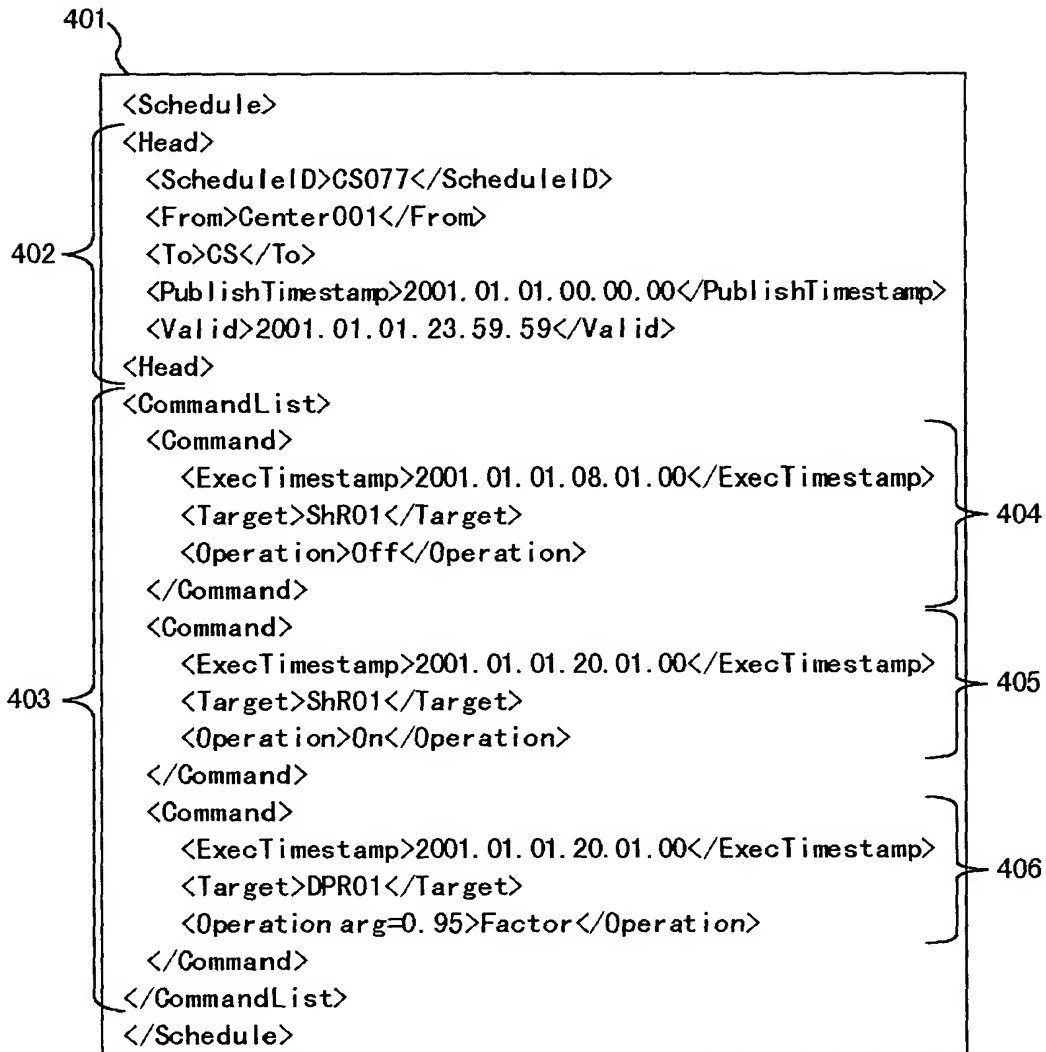 401
<Schedule>
<Head>
<ScheduleID>CS077</ScheduleID>
<From>Center001</From>
<To>CS</To>
402
<PublishTimestamp>2001.01.01.00.00.00</PublishTimestamp>
<Valid>2001.01.01.23.59.59</Valid>
<Head>
<CommandList>
<Command>
<ExecTimestamp>2001.01.01.08.01.00</ExecTimestamp>
<Target>ShR01</Target>
404
<Operation>Off</Operation>
</Command>
<Command>
<ExecTimestamp>2001.01.01.20.01.00</ExecTimestamp>
405
403
<Target>ShR01</Target>
<Operation>On</Operation>
</Command>
<Command>
<ExecTimestamp>2001.01.01.20.01.00</ExecTimestamp>
406
<Target>DPR01</Target>
<Operation arg=0.95>Factor</Operation>
</Command>
</CommandList>
</Schedule>